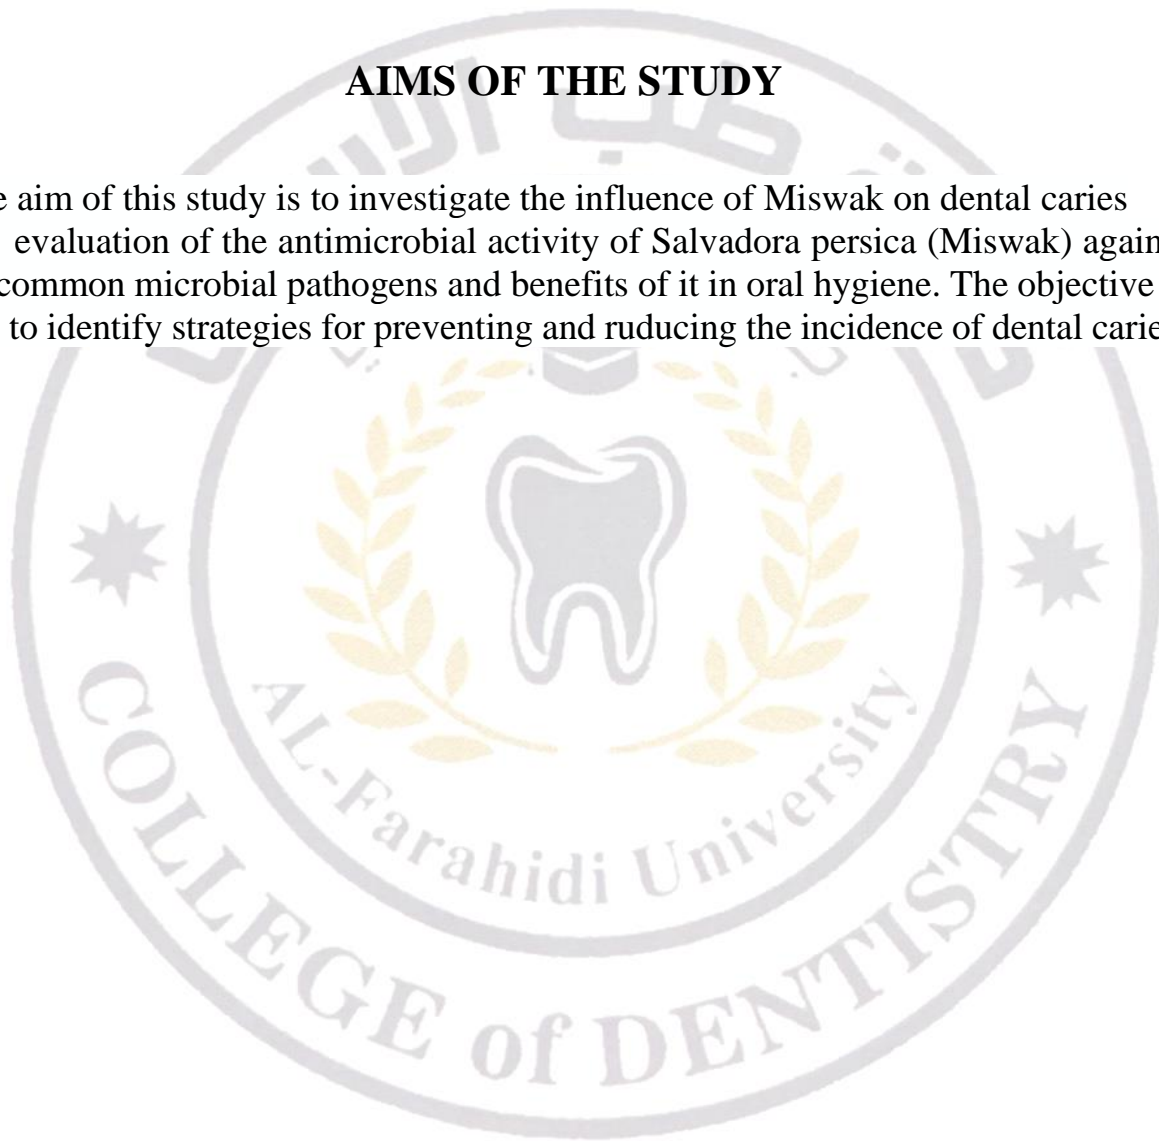 AIMS OF THE STUDY
e aim of this study is to investigate the influence of Miswak on dental caries
evaluation of the antimicrobial activity of Salvadora persica (Miswak) again
common microbial pathogens and benefits of it in oral hygiene. The objective
to identify strategies for preventing and ruducing the incidence of dental carie
AL-Farahidi University
COLLEGE of DENTISTRY